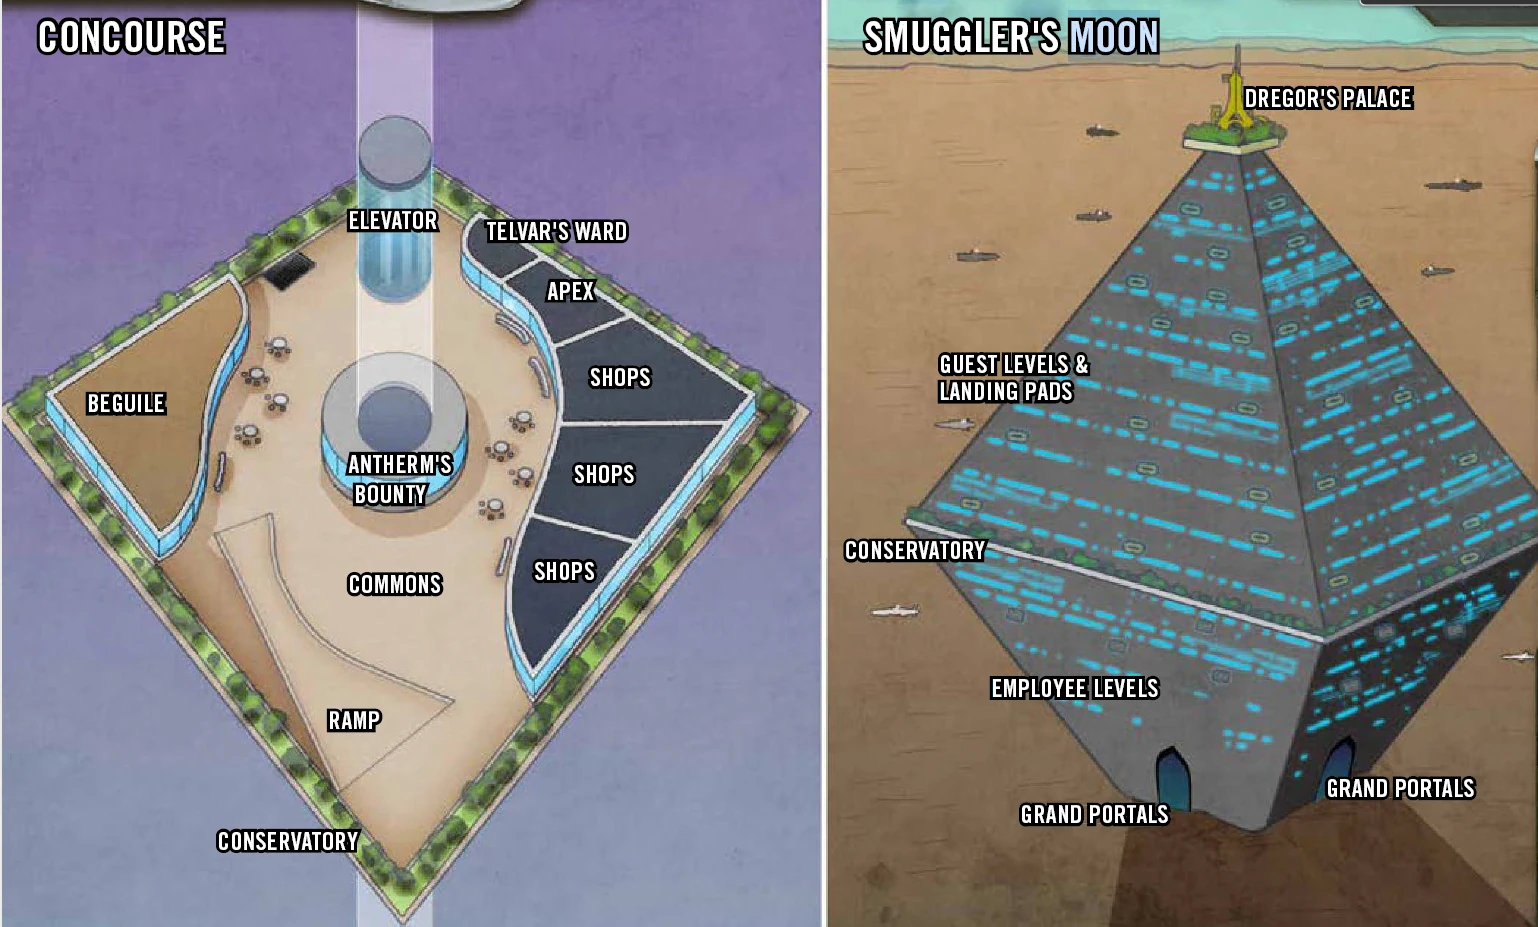 CONCOURSE
ELEVATOR
TELVAR'S WARD
APEX
SHOPS
BEGUILE
ANTHERM'S
BOUNTY
SHOPS
SHOPS
COMMONS
RAMP
CONSERVATORY
SMUGGLER'S MOON
DREGOR'S PALACE
GUEST LEVELS &
LANDING PADS
CONSERVATORY
EMPLOYEE LEVELS
GRAND PORTALS
GRAND PORTALS